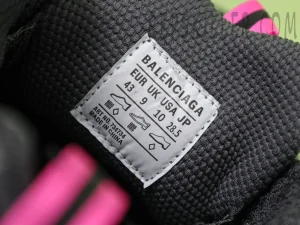 BALENCIAGA
EUR UK USA JP
43 9 10 28.5
MADE IN CHINA